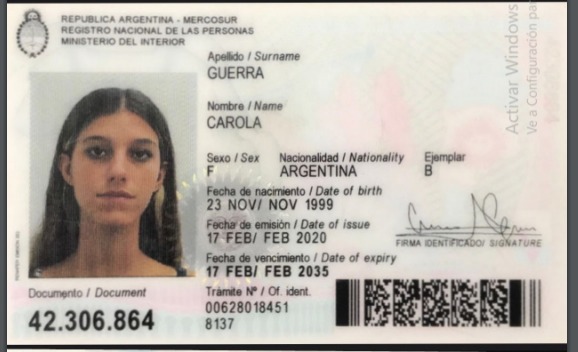 REPUBLICA ARGENTINA - MERCOSUR
REGISTRO NACIONAL DE LAS PERSONAS
MINISTERIO DEL INTERIOR
Apellido / Surname
GUERRA
Nombre / Name
CAROLA
Sexo / Sex Nacionalidad / Nationality Ejemplar
F ARGENTINA B
Fecha de nacimiento / Date of birth
23 NOV/ NOV 1999
Fecha de emisión / Date of issue
17 FEB/ FEB 2020
FIRMA IDENTIFICADO/ SIGNATURE
Fecha de vencimiento / Date of expiry
17 FEB/ FEB 2035
Documento / Document
42.306.864
Trámite Nº / Of. ident.
00628018451
8137
Activar Windows
Ve a Configuración pa